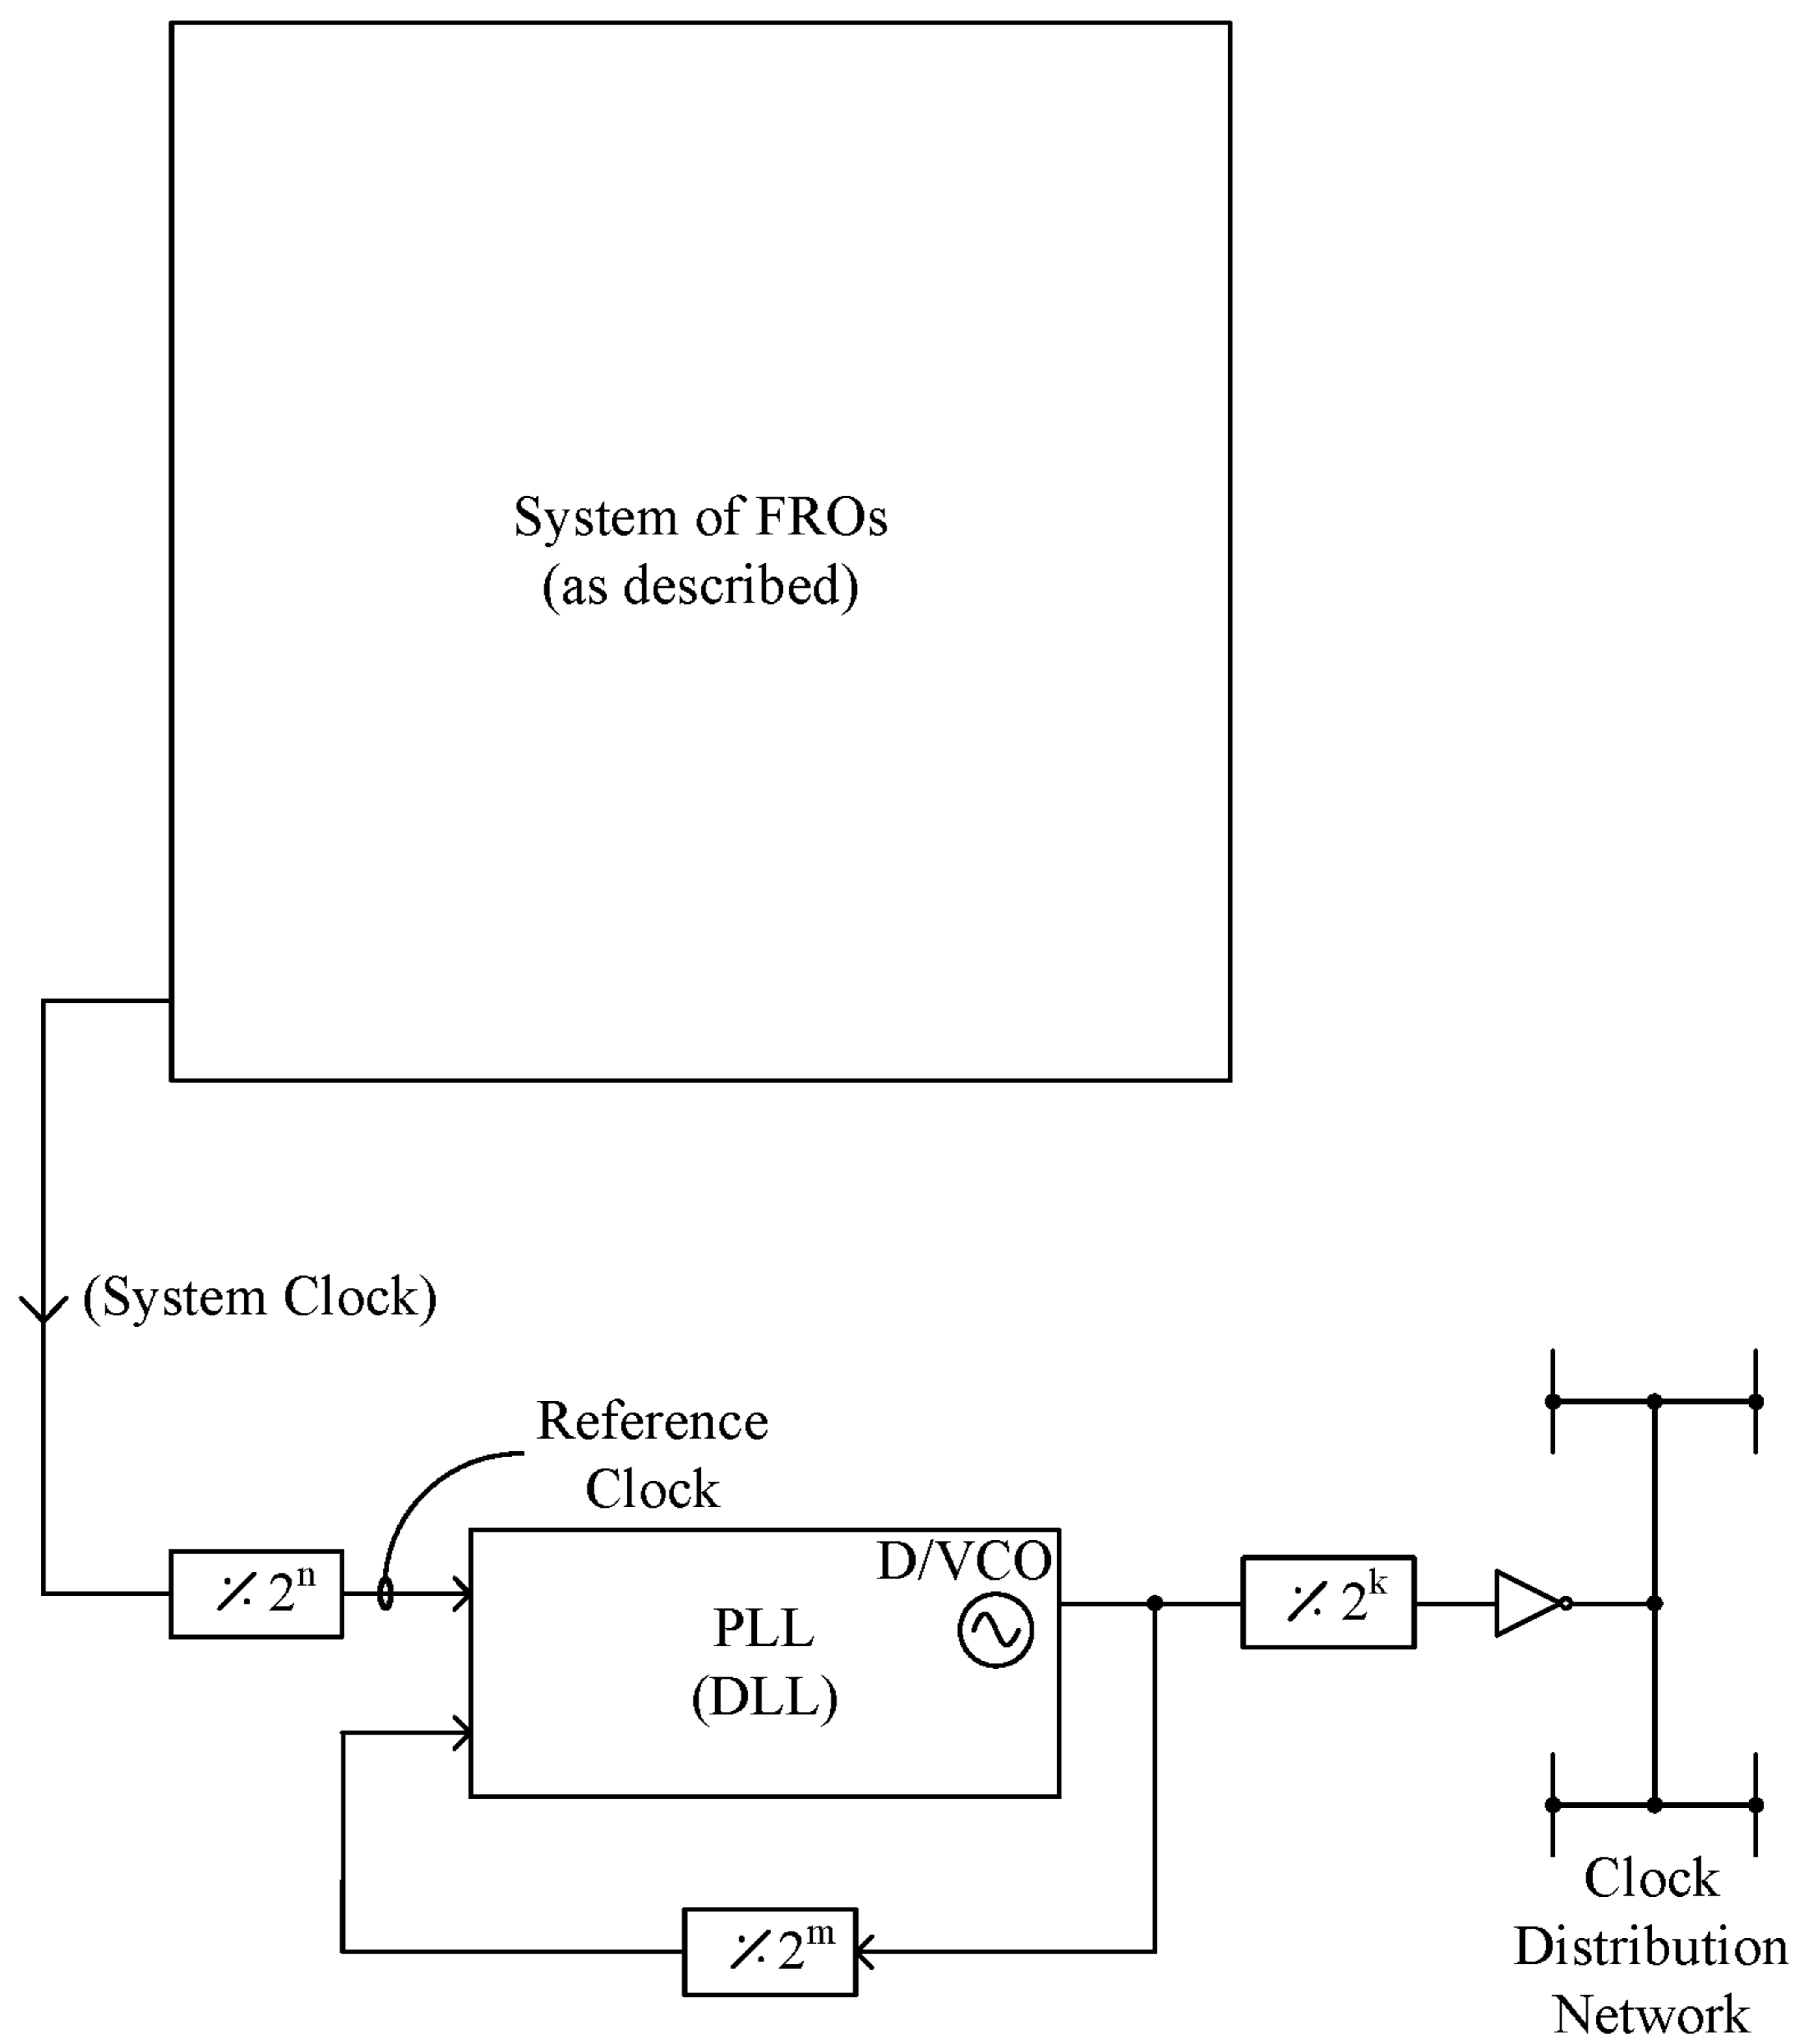 System of FROs
(as described)
(System Clock)
Reference
Clock
D/VCO
⁒ 2ⁿ
PLL
(DLL)
⁒ 2ᵏ
⁒ 2ᵐ
Clock
Distribution
Network